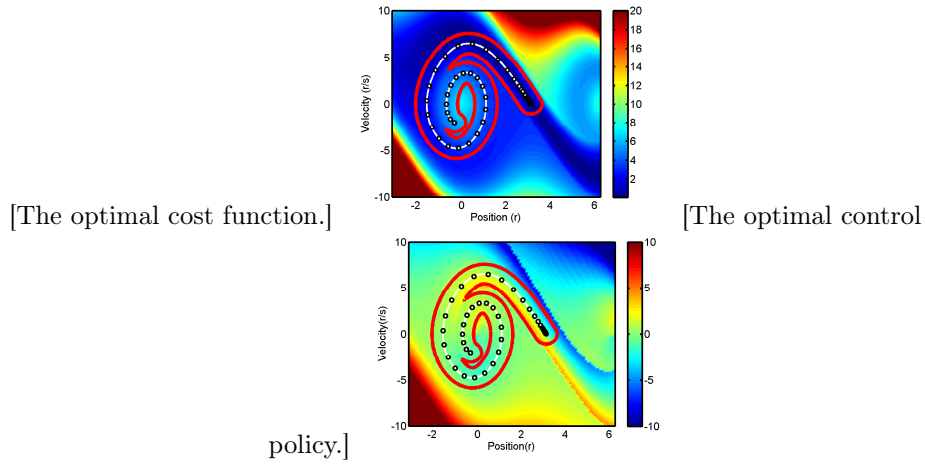 10
5
0
-5
-10
Velocity (r/s)
-2 0 2 4 6
Position (r)
20
18
16
14
12
10
8
6
4
2
[The optimal cost function.]
[The optimal control
10
5
0
-5
-10
Velocity(r/s)
-2 0 2 4 6
Position(r)
10
5
0
-5
-10
policy.]